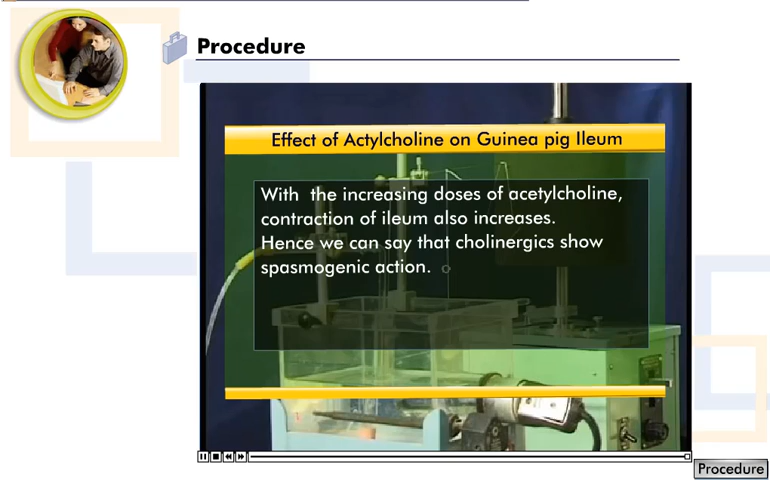 Procedure
Effect of Actylcholine on Guinea pig Ileum
With the increasing doses of acetylcholine,
contraction of ileum also increases.
Hence we can say that cholinergics show
spasmogenic action.
Procedure